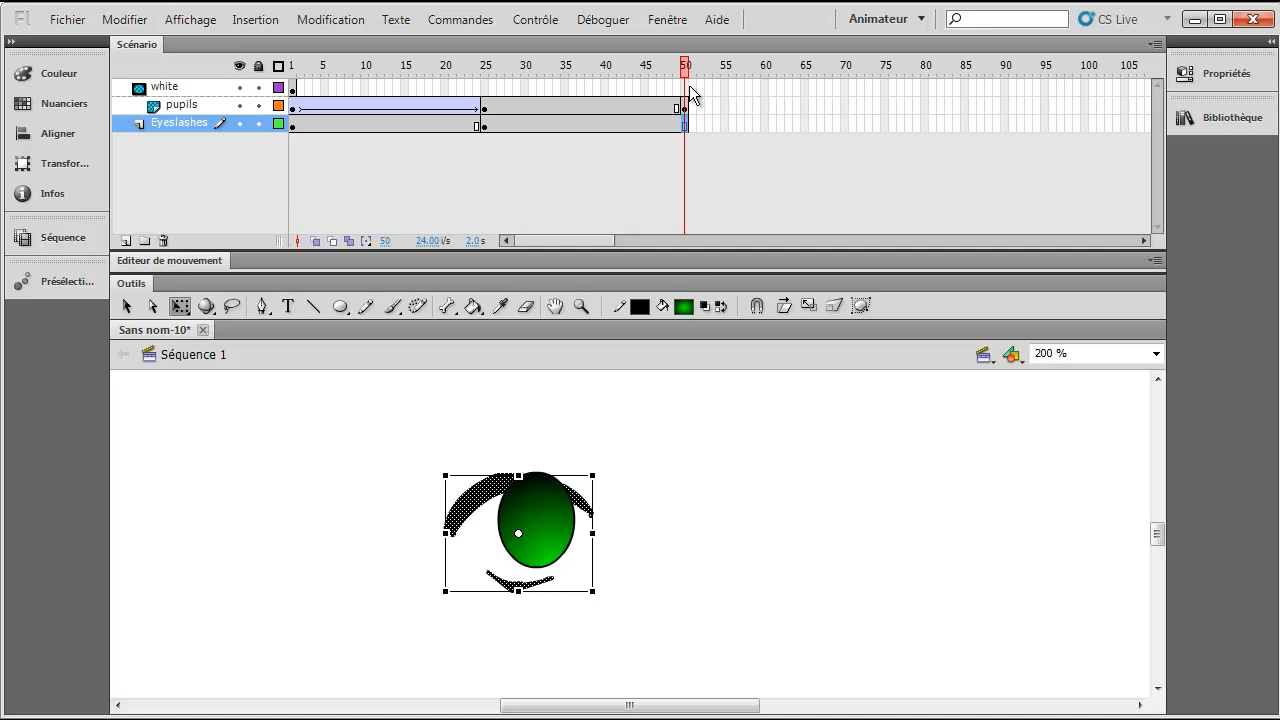 Fl Fichier Modifier Affichage Insertion Modification Texte Commandes Contrôle Déboguer Fenêtre Aide Animateur CS Live
Scénario
1 5 10 15 20 25 30 35 40 45 50 55 60 65 70 75 80 85 90 95 100 105
white
pupils
Eyeslashes
50 24.00 i/s 2.0 s
Couleur
Nuanciers
Aligner
Transfor...
Infos
Séquence
Présélecti...
Propriétés
Bibliothèque
Editeur de mouvement
Outils
T
Sans nom-10*
Séquence 1
200 %